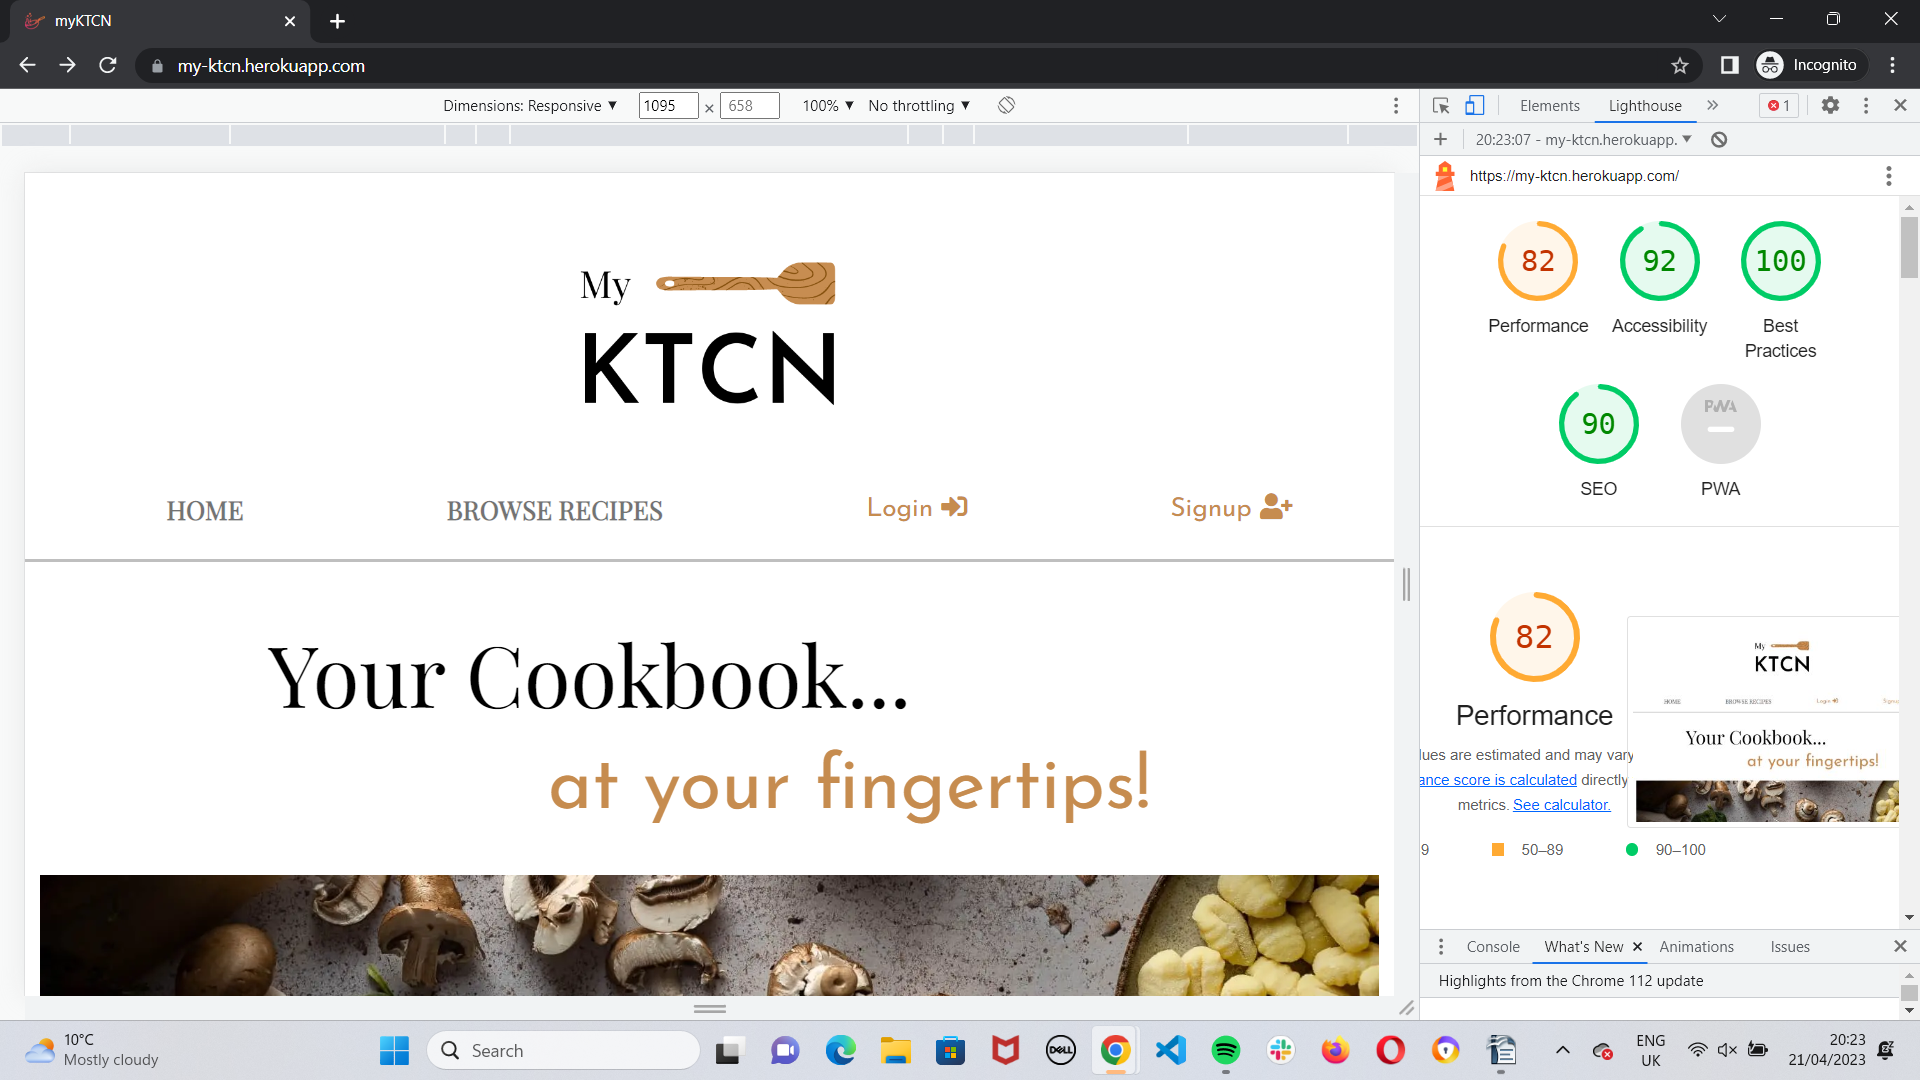 myKTCN
my-ktcn.herokuapp.com
Incognito
Dimensions: Responsive ▼ 1095 × 658 100% ▼ No throttling ▼
Elements Lighthouse » 1
20:23:07 - my-ktcn.herokuapp. ▼
https://my-ktcn.herokuapp.com/
My
KTCN
HOME BROWSE RECIPES Login Signup
Your Cookbook...
at your fingertips!
82 92 100
Performance Accessibility Best
Practices
90 PWA
SEO PWA
82
Performance
lues are estimated and may vary
ance score is calculated directly
metrics. See calculator.
9 50–89 90–100
My
KTCN
HOME BROWSE RECIPES Login Signup
Your Cookbook...
at your fingertips!
Console What's New Animations Issues
Highlights from the Chrome 112 update
10°C
Mostly cloudy
Search
DELL
ENG
UK
20:23
21/04/2023